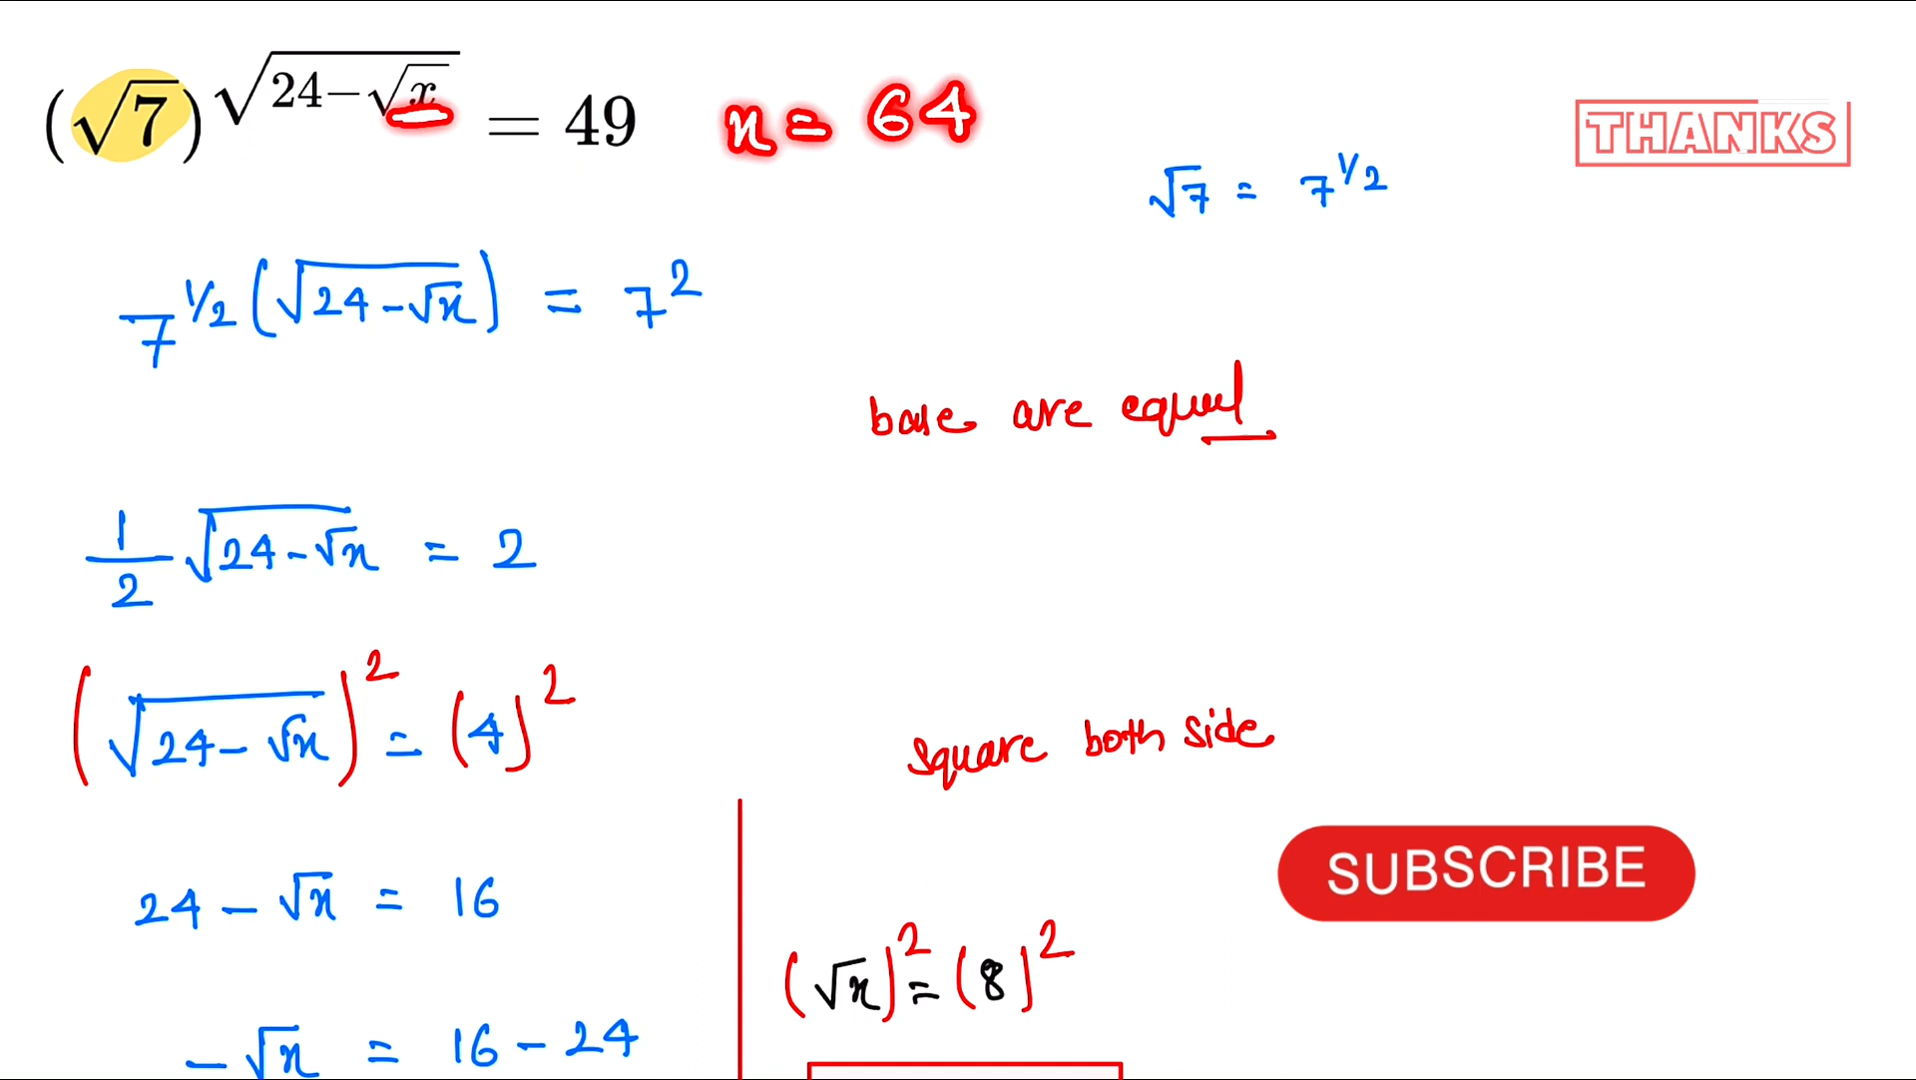 (√7)^√(24−√x) = 49
x = 64
THANKS
√7 = 7^1/2
7^1/2(√(24−√x)) = 7^2
base are equal
1/2 √(24−√x) = 2
(√(24−√x))^2 = (4)^2
square both side
24 − √x = 16
SUBSCRIBE
(√x)^2 = (8)^2
− √x = 16 − 24